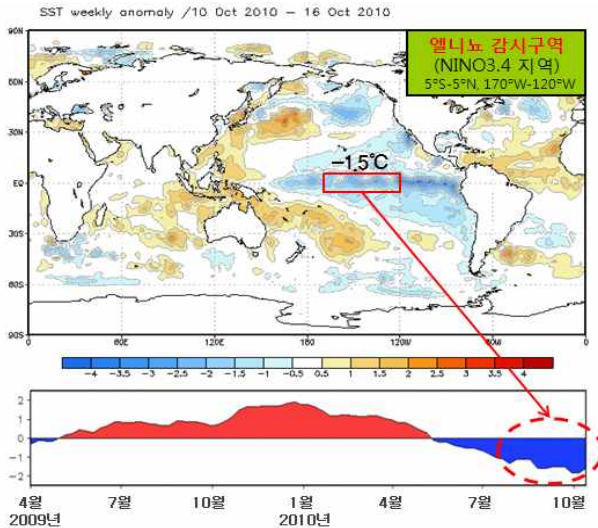 SST weekly anomaly /10 Oct 2010 - 16 Oct 2010
엘니뇨 감시구역
(NINO3.4 지역)
5°S-5°N, 170°W-120°W
90N
60N
30N
-1.5℃
EQ
30S
60S
90S
0 60E 120E 180 120W 60W 0
-4 -3.5 -3 -2.5 -2 -1.5 -1 -0.5 0.5 1 1.5 2 2.5 3 3.5 4
2
1
0
-1
-2
4월 7월 10월 1월 4월 7월 10월
2009년 2010년